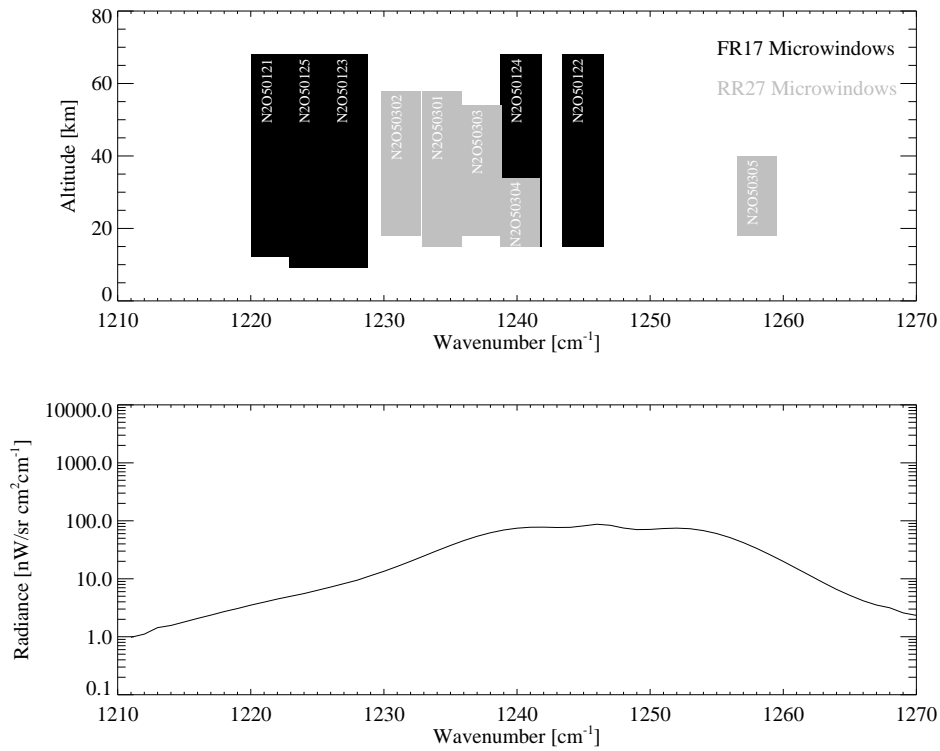 80
60
40
20
0
Altitude [km]
FR17 Microwindows
RR27 Microwindows
N2O50121
N2O50125
N2O50123
N2O50302
N2O50301
N2O50303
N2O50124
N2O50304
N2O50122
N2O50305
1210 1220 1230 1240 1250 1260 1270
Wavenumber [cm⁻¹]
10000.0
1000.0
100.0
10.0
1.0
0.1
Radiance [nW/sr cm²cm⁻¹]
1210 1220 1230 1240 1250 1260 1270
Wavenumber [cm⁻¹]